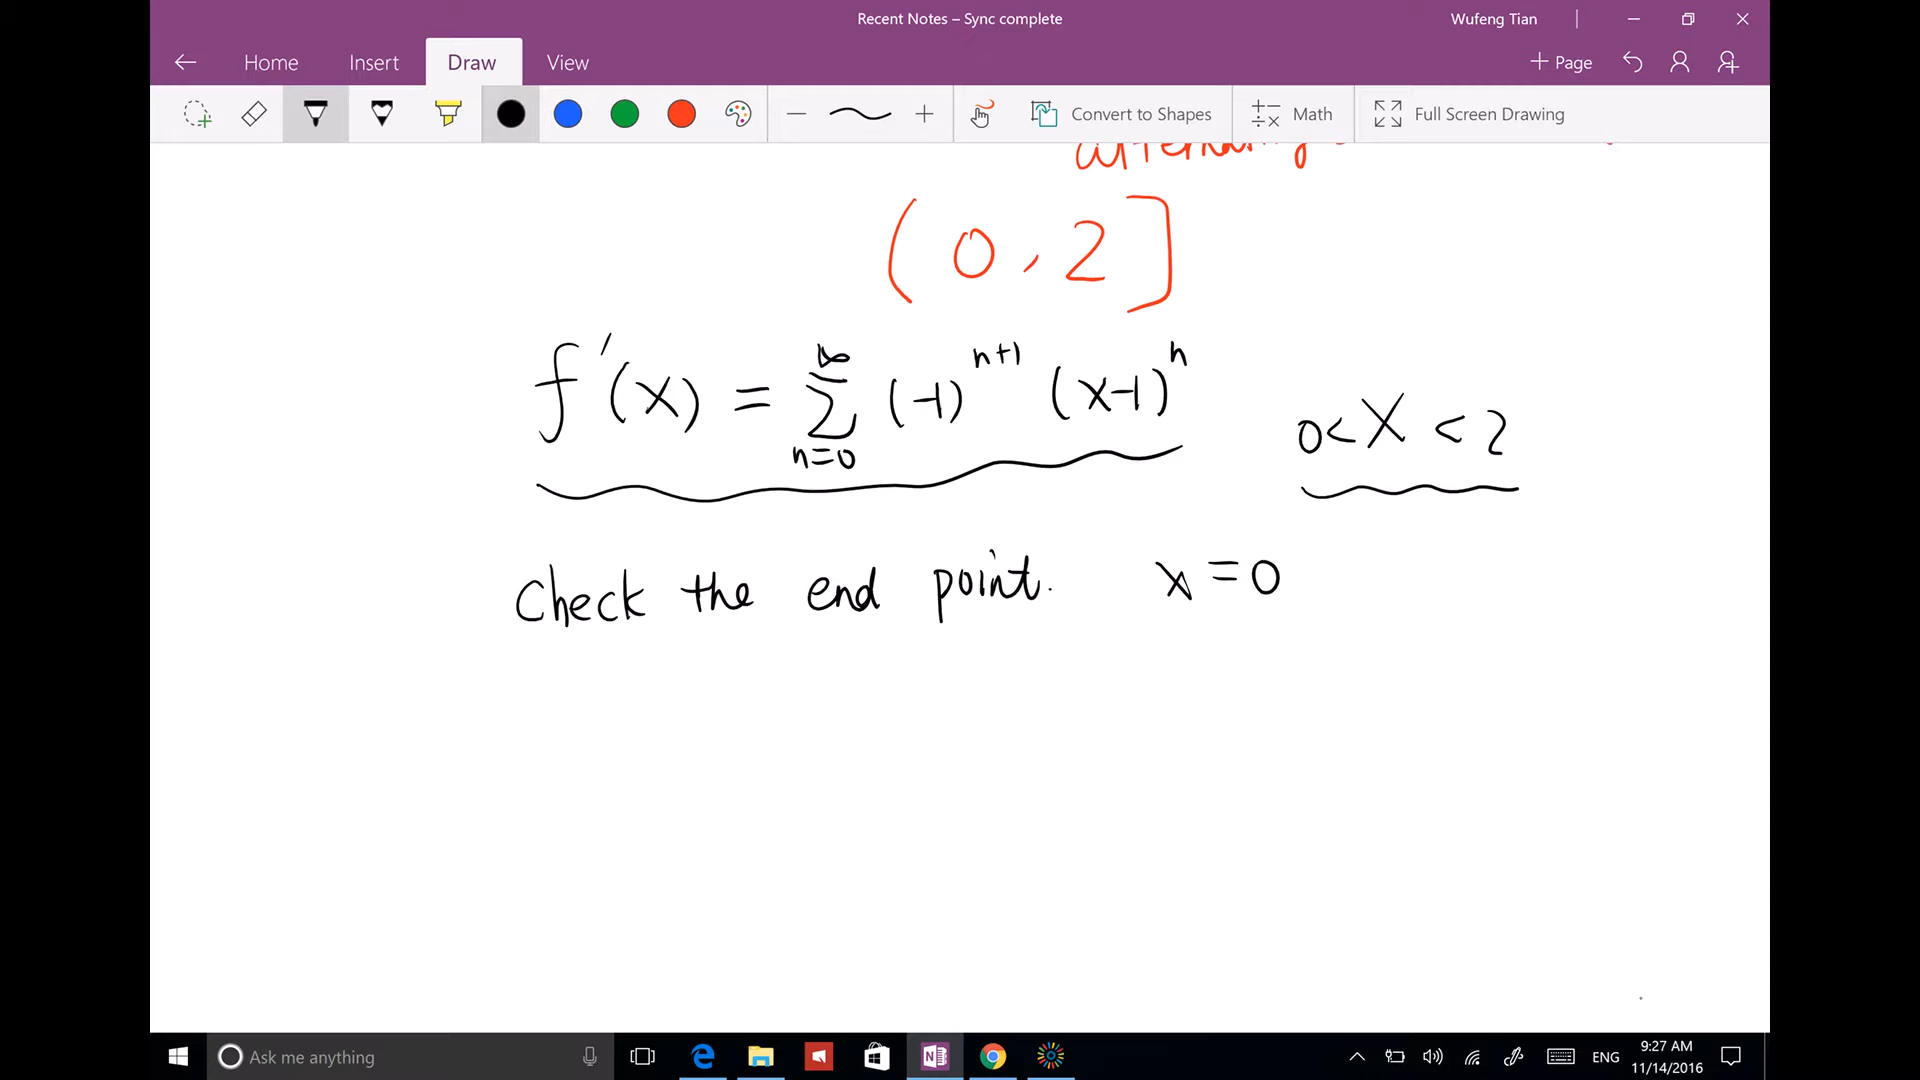 Recent Notes – Sync complete
Wufeng Tian
Home Insert Draw View
Page
Convert to Shapes Math Full Screen Drawing
alternating
(0, 2]
f'(x) = ∑_{n=0}^{∞} (-1)^{n+1} (x-1)^n
0<X<2
Check the end point. x=0
Ask me anything
ENG
9:27 AM
11/14/2016